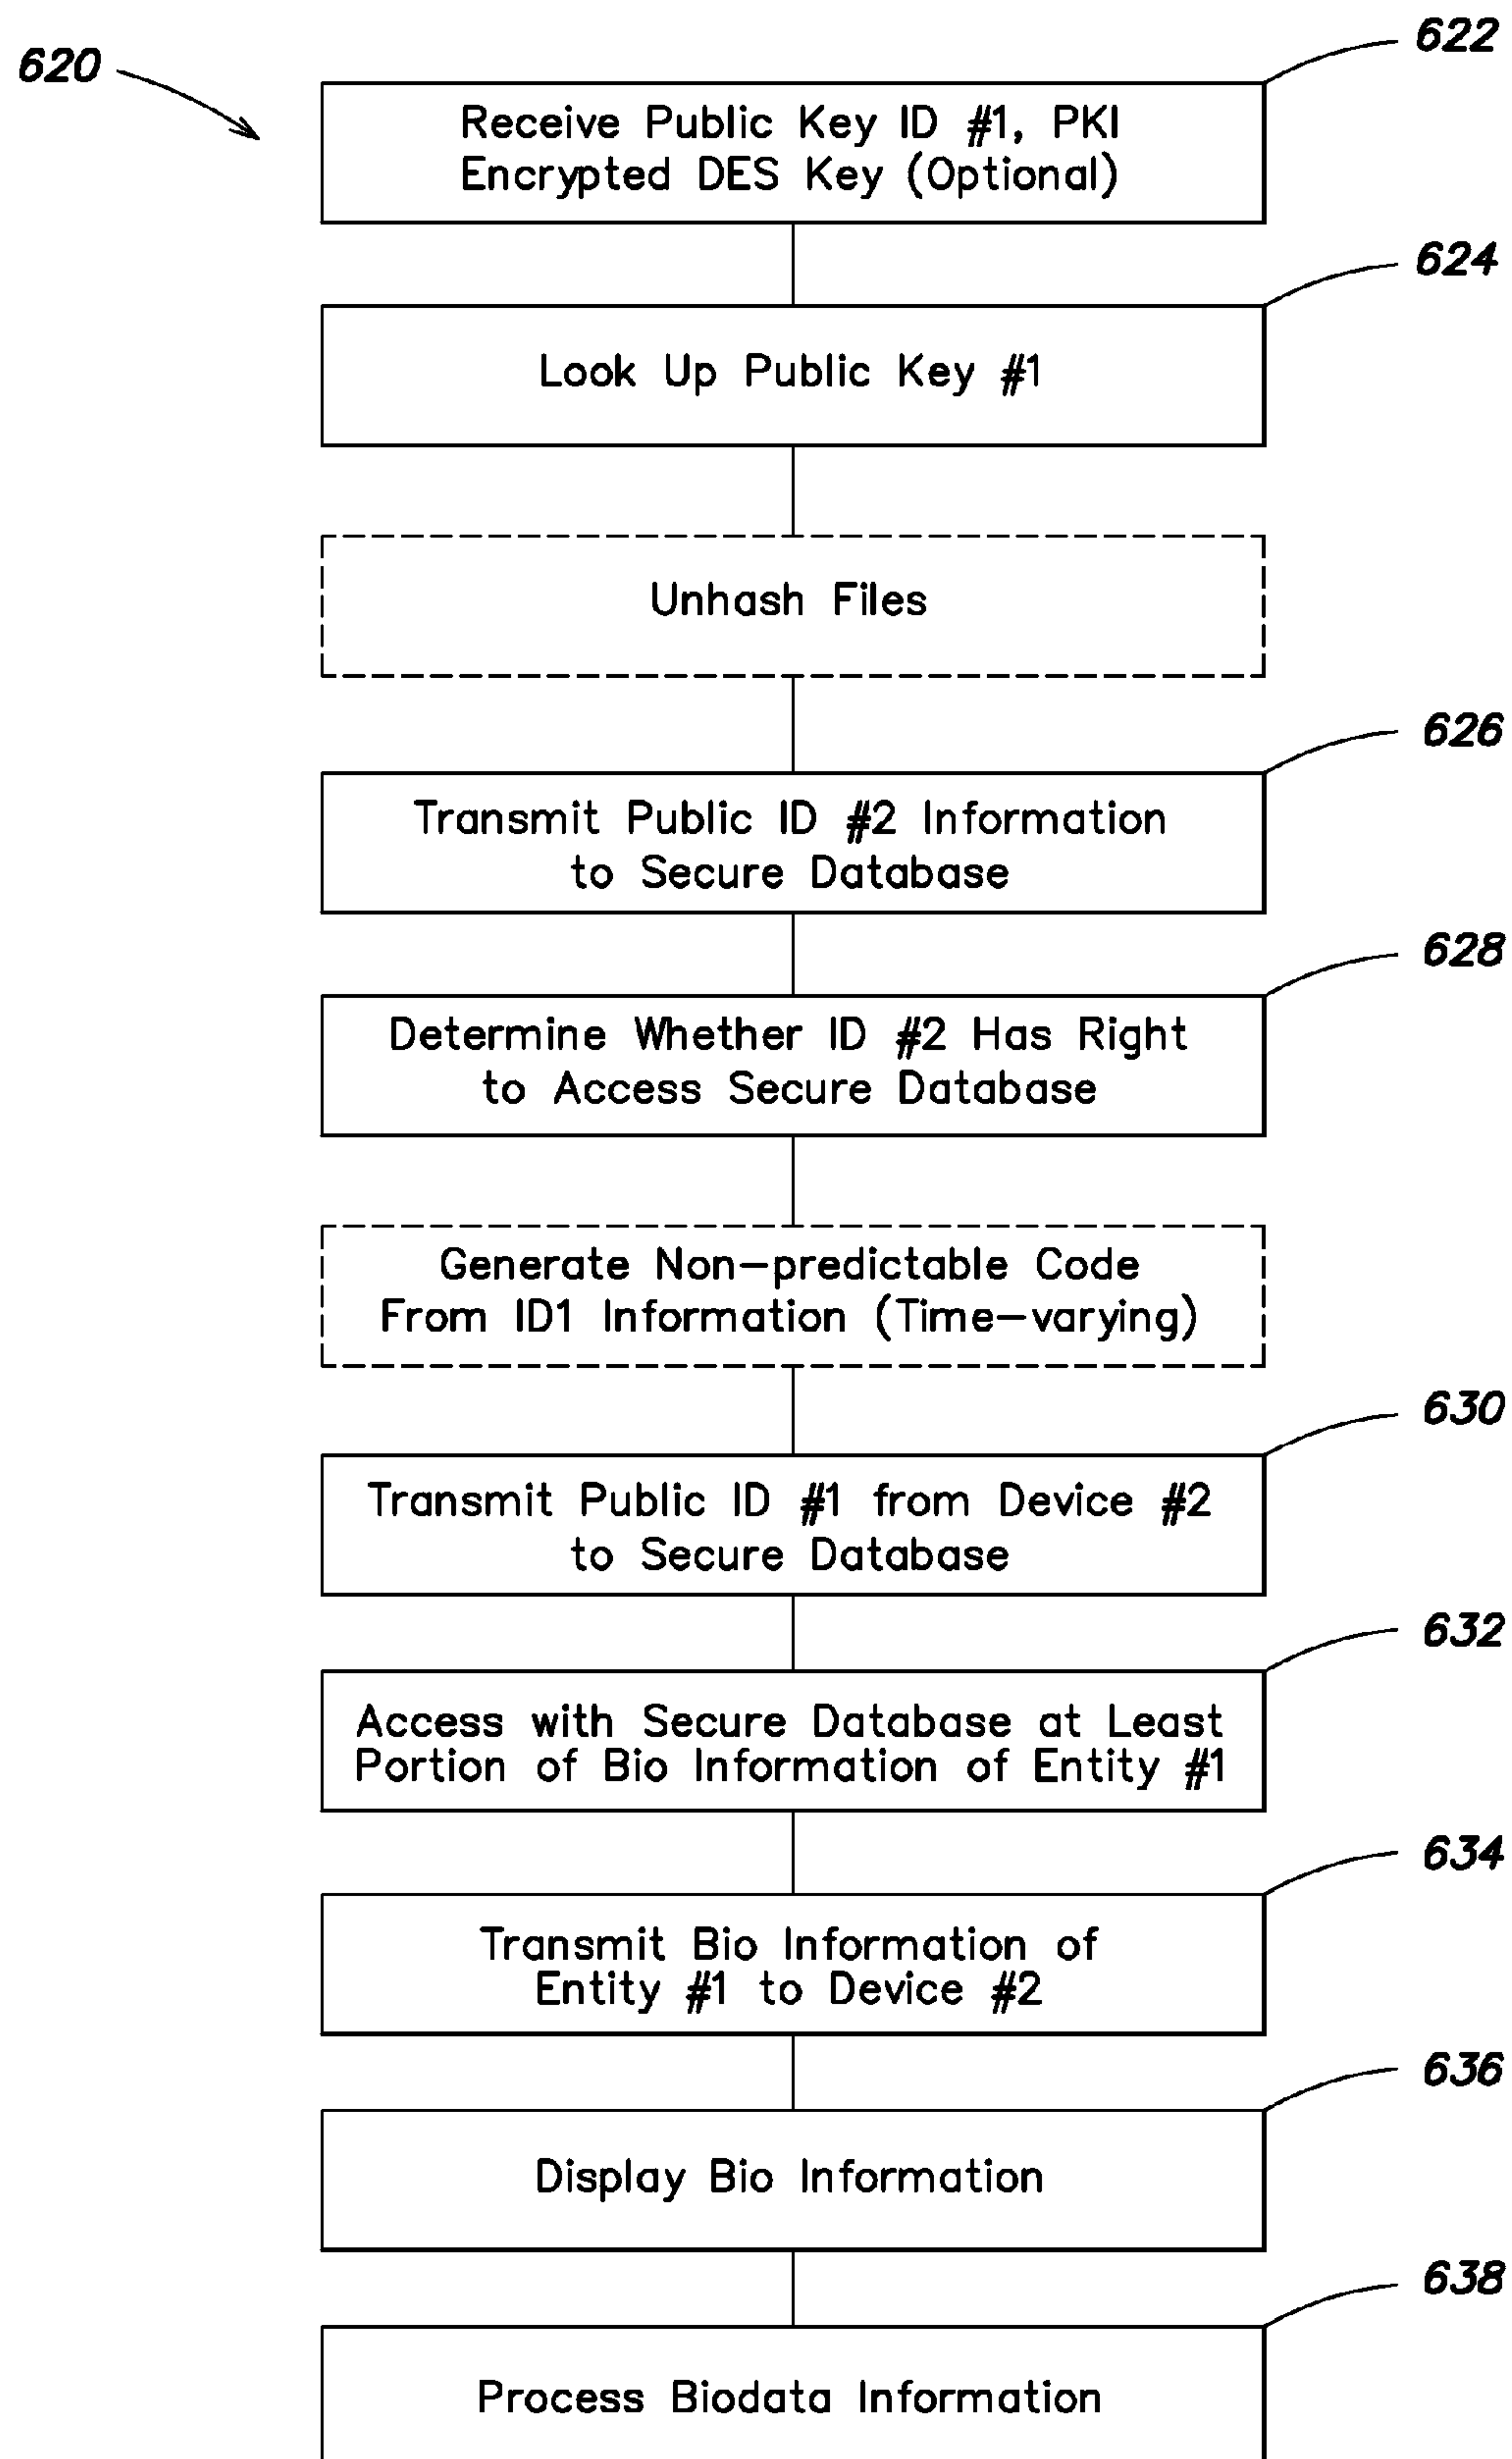 622
620
Receive Public Key ID #1, PKI
Encrypted DES Key (Optional)
624
Look Up Public Key #1
Unhash Files
626
Transmit Public ID #2 Information
to Secure Database
628
Determine Whether ID #2 Has Right
to Access Secure Database
Generate Non-predictable Code
From ID1 Information (Time-varying)
630
Transmit Public ID #1 from Device #2
to Secure Database
632
Access with Secure Database at Least
Portion of Bio Information of Entity #1
634
Transmit Bio Information of
Entity #1 to Device #2
636
Display Bio Information
638
Process Biodata Information